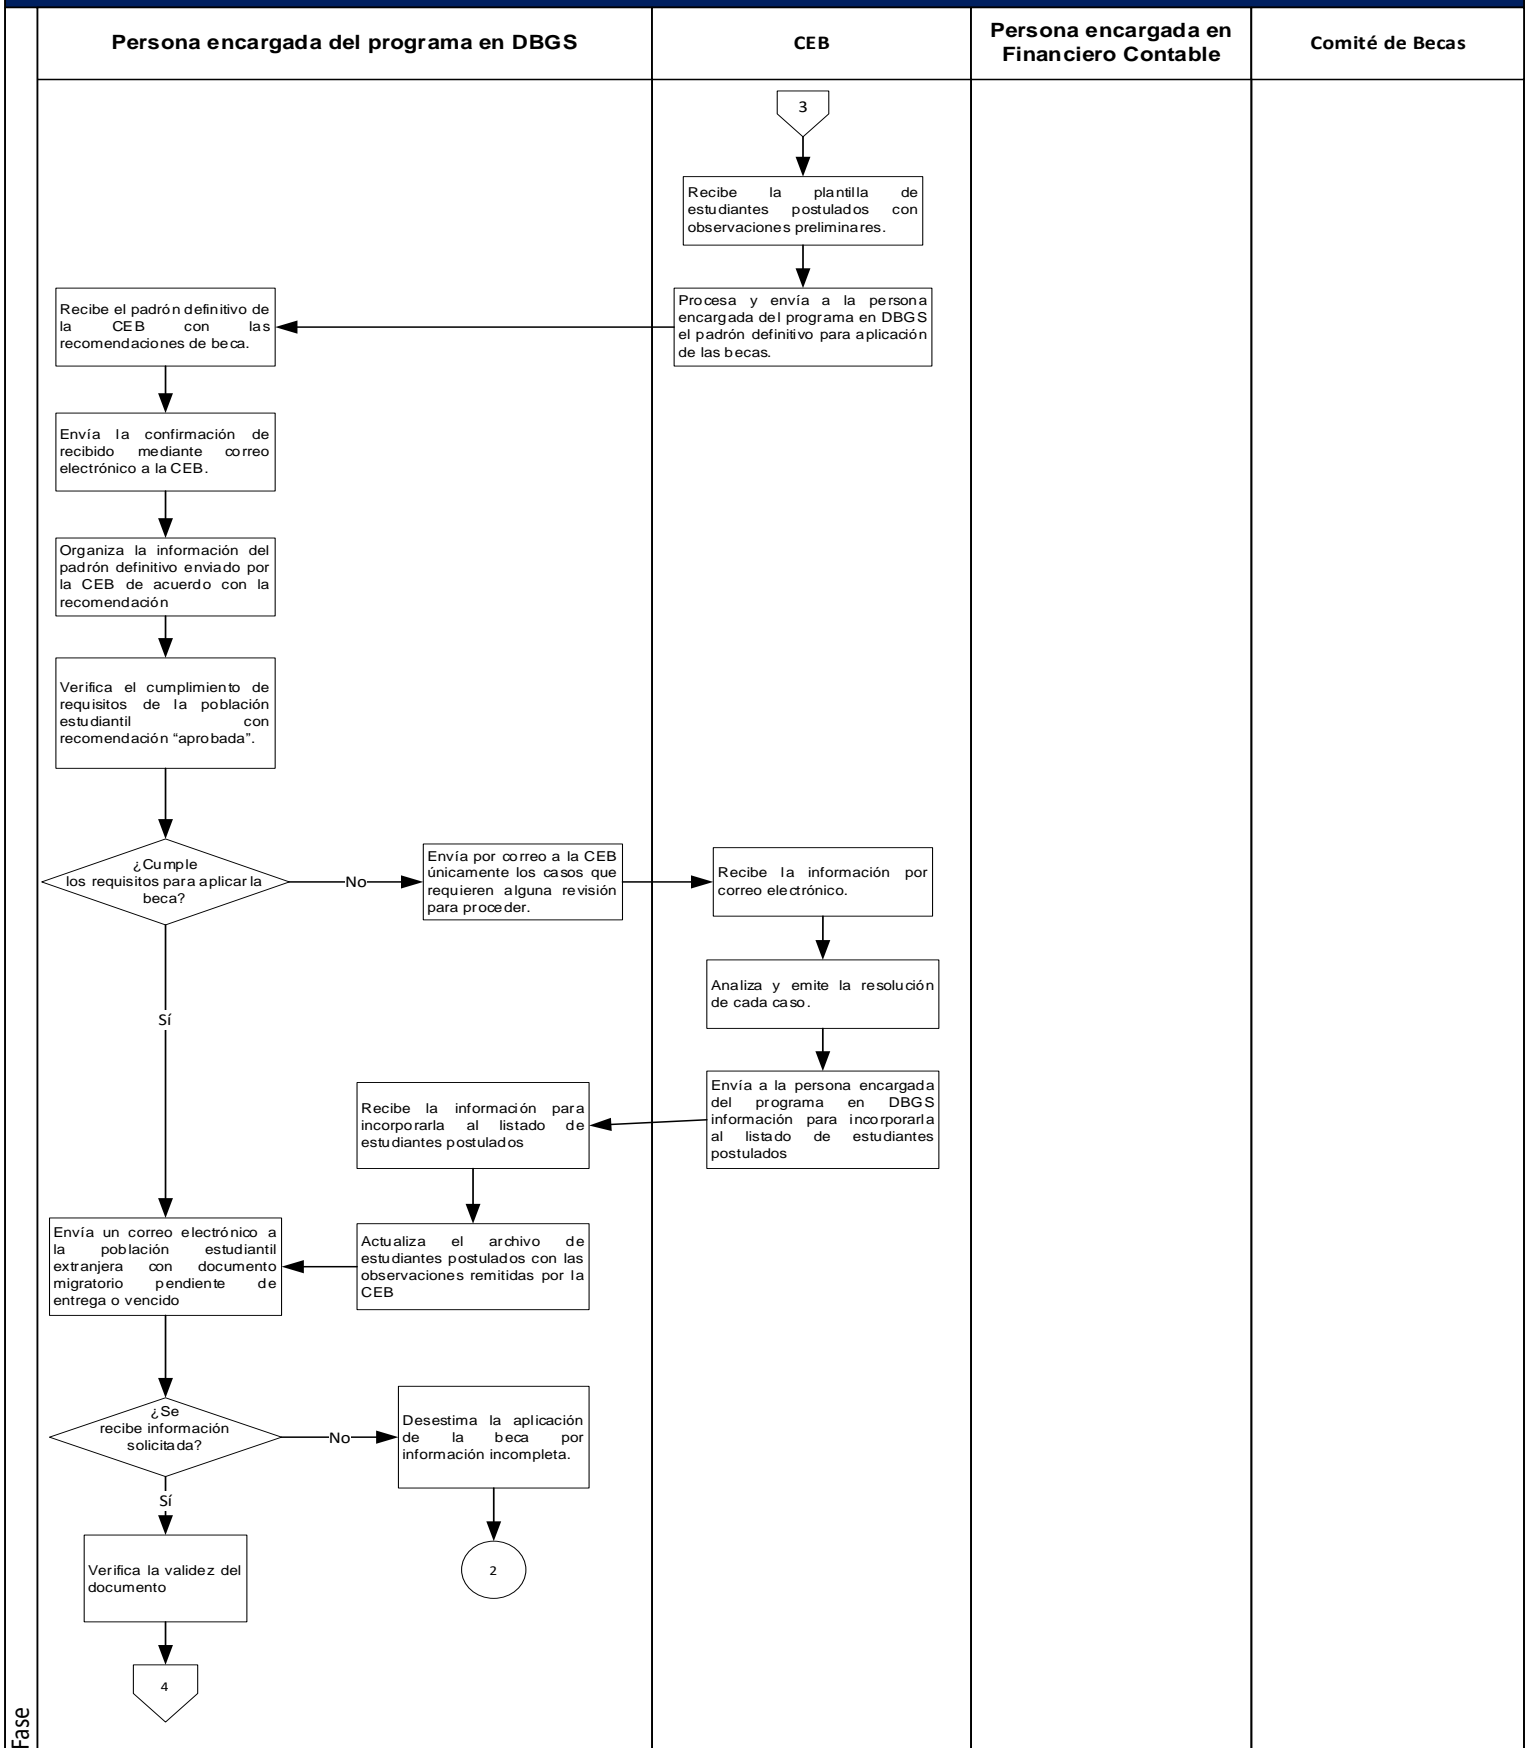 Persona encargada del programa en DBGS
CEB
Persona encargada en
Financiero Contable
Comité de Becas
3
Recibe la plantilla de
estudiantes postulados con
observaciones preliminares.
Procesa y envía a la persona
encargada del programa en DBGS
el padrón definitivo para aplicación
de las becas.
Recibe el padrón definitivo de
la CEB con las
recomendaciones de beca.
Envía la confirmación de
recibido mediante correo
electrónico a la CEB.
Organiza la información del
padrón definitivo enviado por
la CEB de acuerdo con la
recomendación
Verifica el cumplimiento de
requisitos de la población
estudiantil con
recomendación “aprobada”.
¿Cumple
los requisitos para aplicar la
beca?
No
Envía por correo a la CEB
únicamente los casos que
requieren alguna revisión
para proceder.
Recibe la información por
correo electrónico.
Analiza y emite la resolución
de cada caso.
Sí
Envía a la persona encargada
del programa en DBGS
información para incorporarla
al listado de estudiantes
postulados
Recibe la información para
incorporarla al listado de
estudiantes postulados
Actualiza el archivo de
estudiantes postulados con las
observaciones remitidas por la
CEB
Envía un correo electrónico a
la población estudiantil
extranjera con documento
migratorio pendiente de
entrega o vencido
¿Se
recibe información
solicitada?
No
Desestima la aplicación
de la beca por
información incompleta.
Sí
2
Verifica la validez del
documento
4
Fase